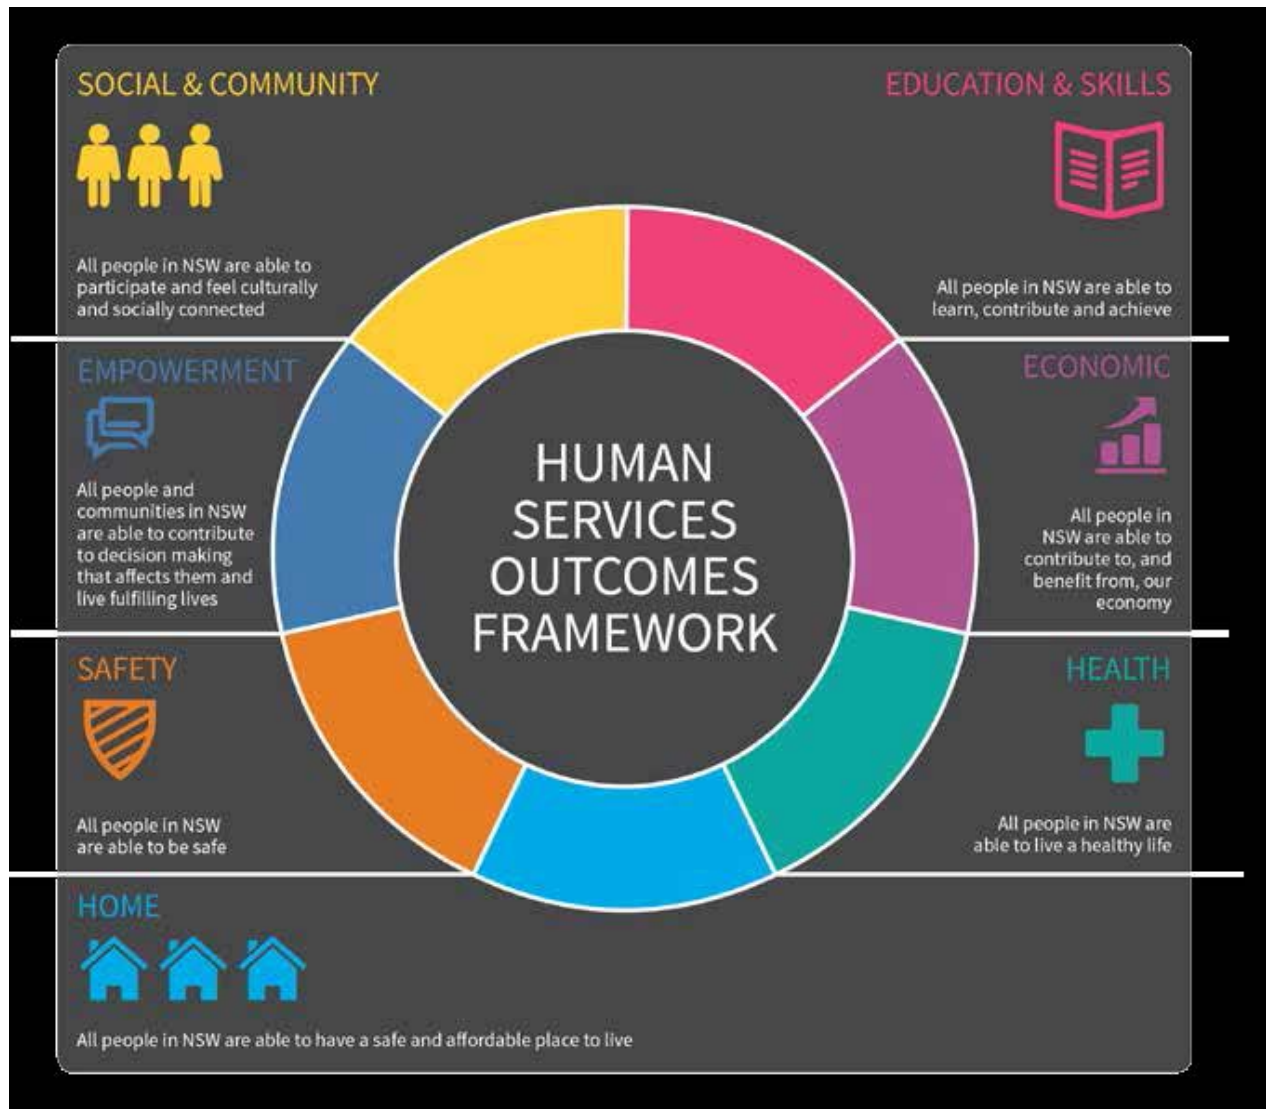 SOCIAL & COMMUNITY
All people in NSW are able to
participate and feel culturally
and socially connected
EDUCATION & SKILLS
All people in NSW are able to
learn, contribute and achieve
EMPOWERMENT
All people and
communities in NSW
are able to contribute
to decision making
that affects them and
live fulfilling lives
HUMAN
SERVICES
OUTCOMES
FRAMEWORK
ECONOMIC
All people in
NSW are able to
contribute to, and
benefit from, our
economy
SAFETY
All people in NSW
are able to be safe
HEALTH
All people in NSW are
able to live a healthy life
HOME
All people in NSW are able to have a safe and affordable place to live